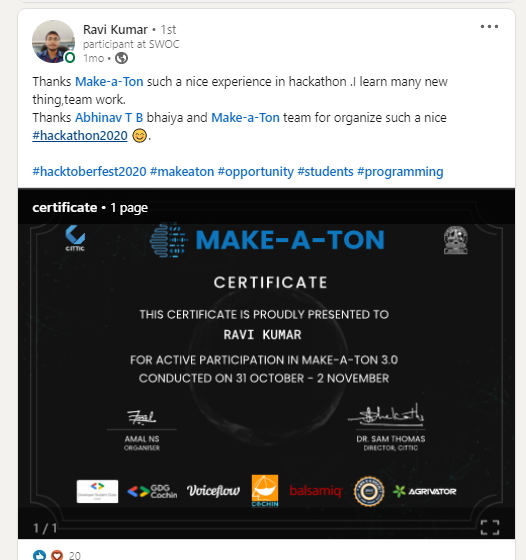 Ravi Kumar • 1st
participant at SWOC
1mo •
Thanks Make-a-Ton such a nice experience in hackathon .I learn many new
thing,team work.
Thanks Abhinav T B bhaiya and Make-a-Ton team for organize such a nice
#hackathon2020 😊.
#hacktoberfest2020 #makeaton #opportunity #students #programming
certificate • 1 page
CITTIC
MAKE-A-TON
CERTIFICATE
THIS CERTIFICATE IS PROUDLY PRESENTED TO
RAVI KUMAR
FOR ACTIVE PARTICIPATION IN MAKE-A-TON 3.0
CONDUCTED ON 31 OCTOBER - 2 NOVEMBER
AMAL NS
ORGANISER
DR. SAM THOMAS
DIRECTOR, CITTIC
GDG
Cochin
Voiceflow
balsamiq
AGRIVATOR
1 / 1
20